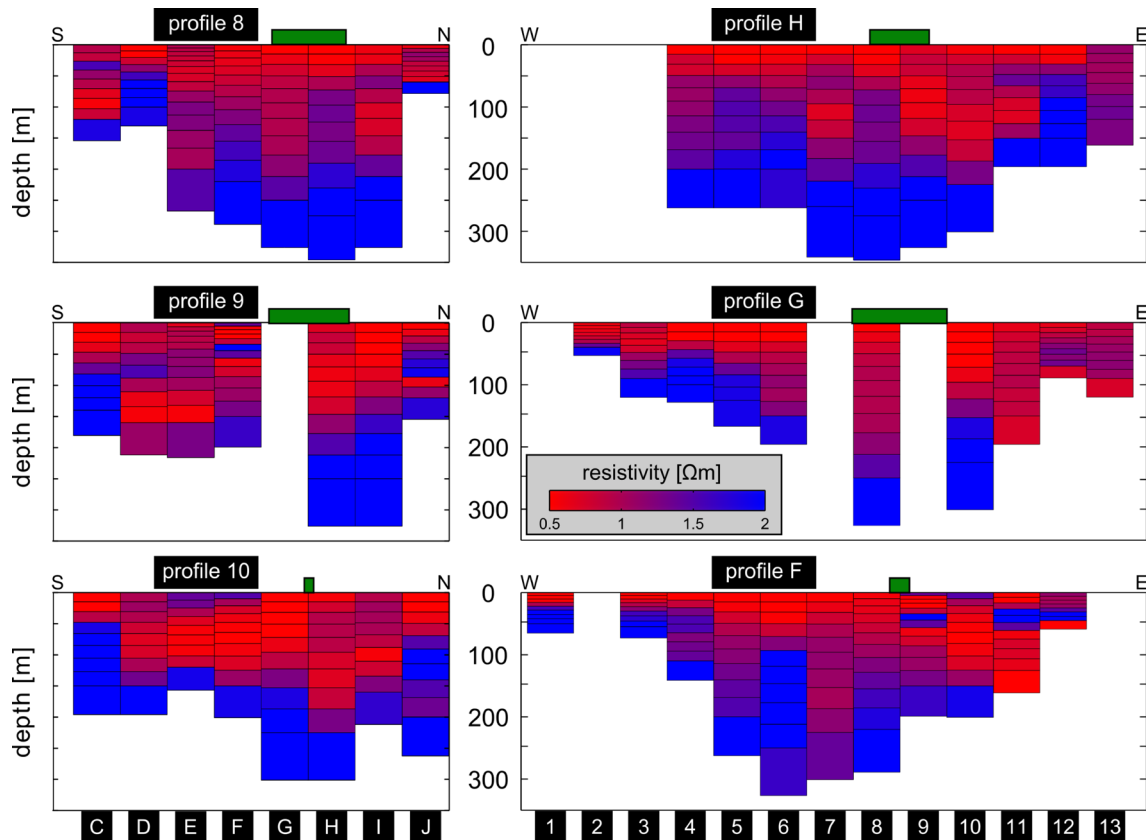 profile 8
S N
0
100
200
300
depth [m]
profile H
W E
profile 9
S N
0
100
200
300
depth [m]
profile G
W E
resistivity [Ωm]
0.5 1 1.5 2
profile 10
S N
0
100
200
300
depth [m]
profile F
W E
C D E F G H I J
1 2 3 4 5 6 7 8 9 10 11 12 13